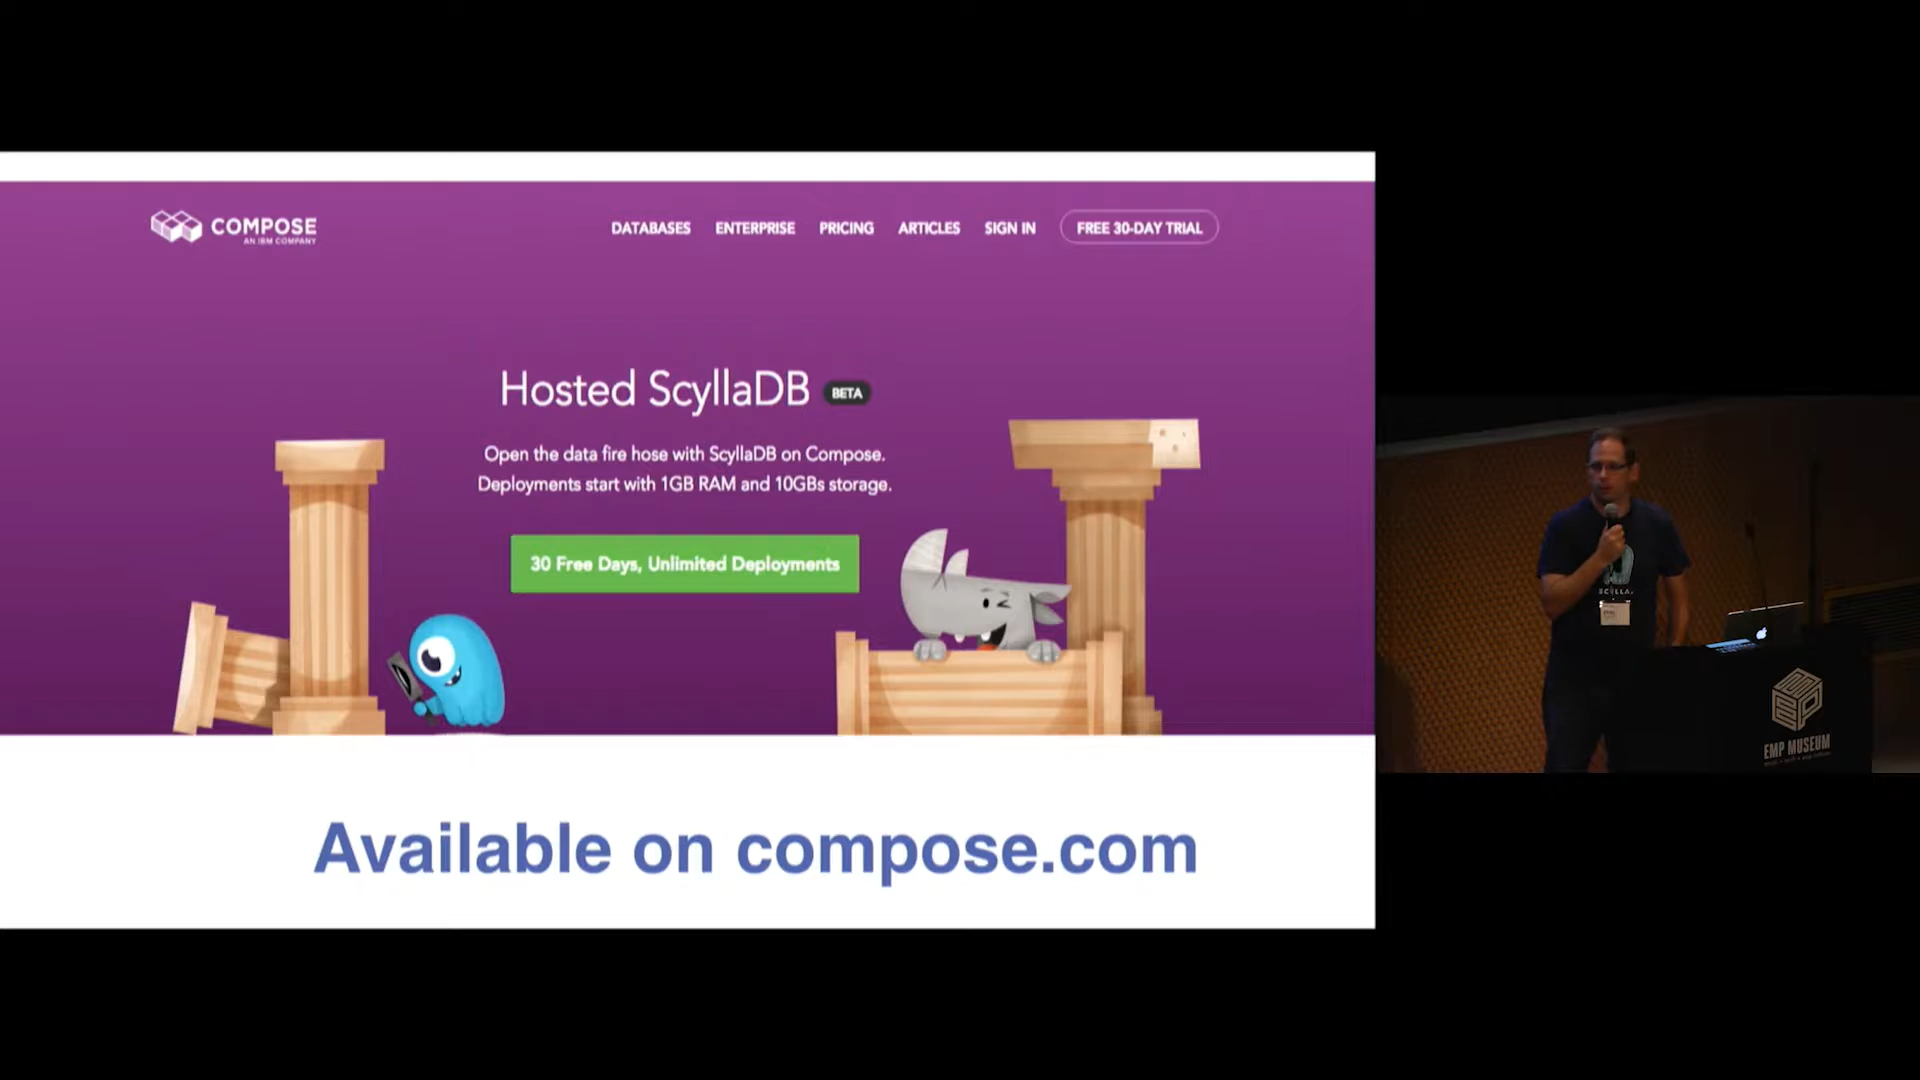 COMPOSE
AN IBM COMPANY
DATABASES ENTERPRISE PRICING ARTICLES SIGN IN FREE 30-DAY TRIAL
Hosted ScyllaDB BETA
Open the data fire hose with ScyllaDB on Compose.
Deployments start with 1GB RAM and 10GBs storage.
30 Free Days, Unlimited Deployments
Available on compose.com
SCYLLA.
EMP
EMP MUSEUM